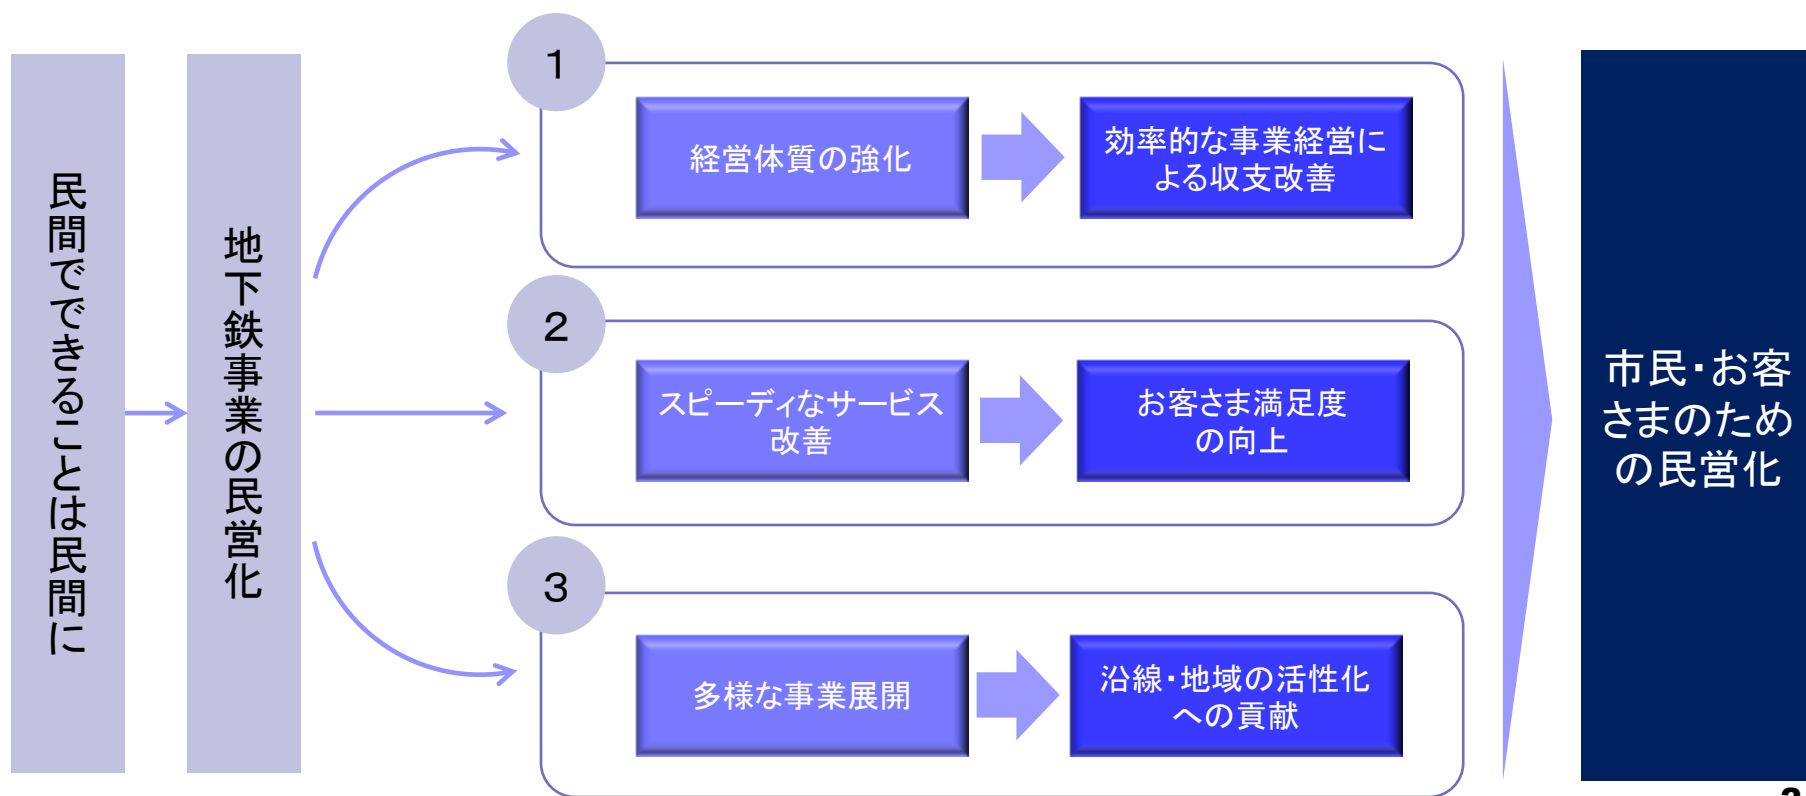 民間でできることは民間に
地下鉄事業の民営化
1
経営体質の強化
効率的な事業経営に
よる収支改善
2
スピーディなサービス
改善
お客さま満足度
の向上
3
多様な事業展開
沿線・地域の活性化
への貢献
市民・お客
さまのため
の民営化